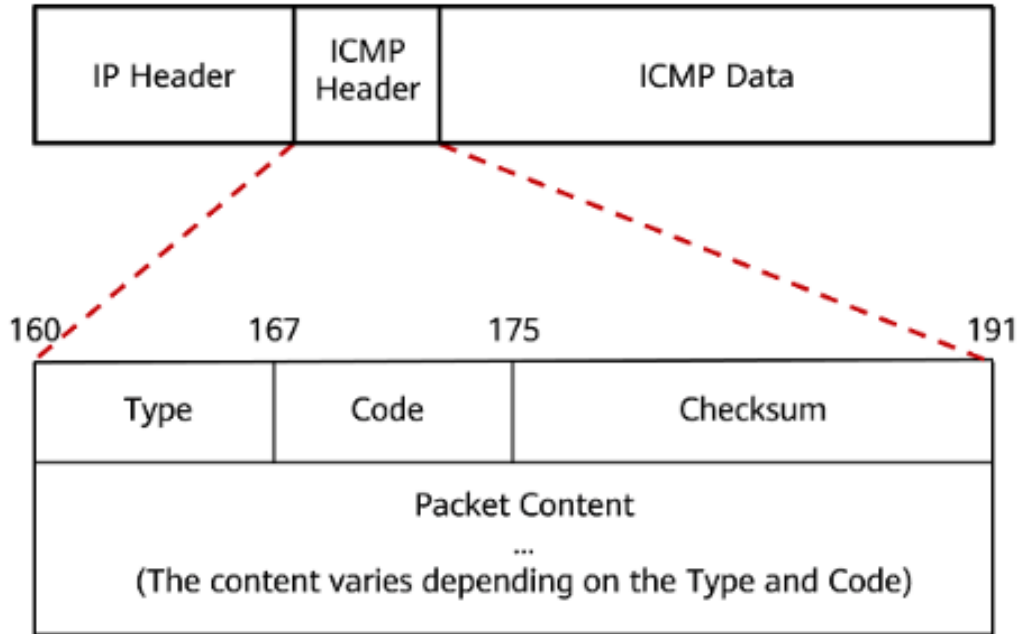 IP Header
ICMP
Header
ICMP Data
160
167
175
191
Type
Code
Checksum
Packet Content
...
(The content varies depending on the Type and Code)